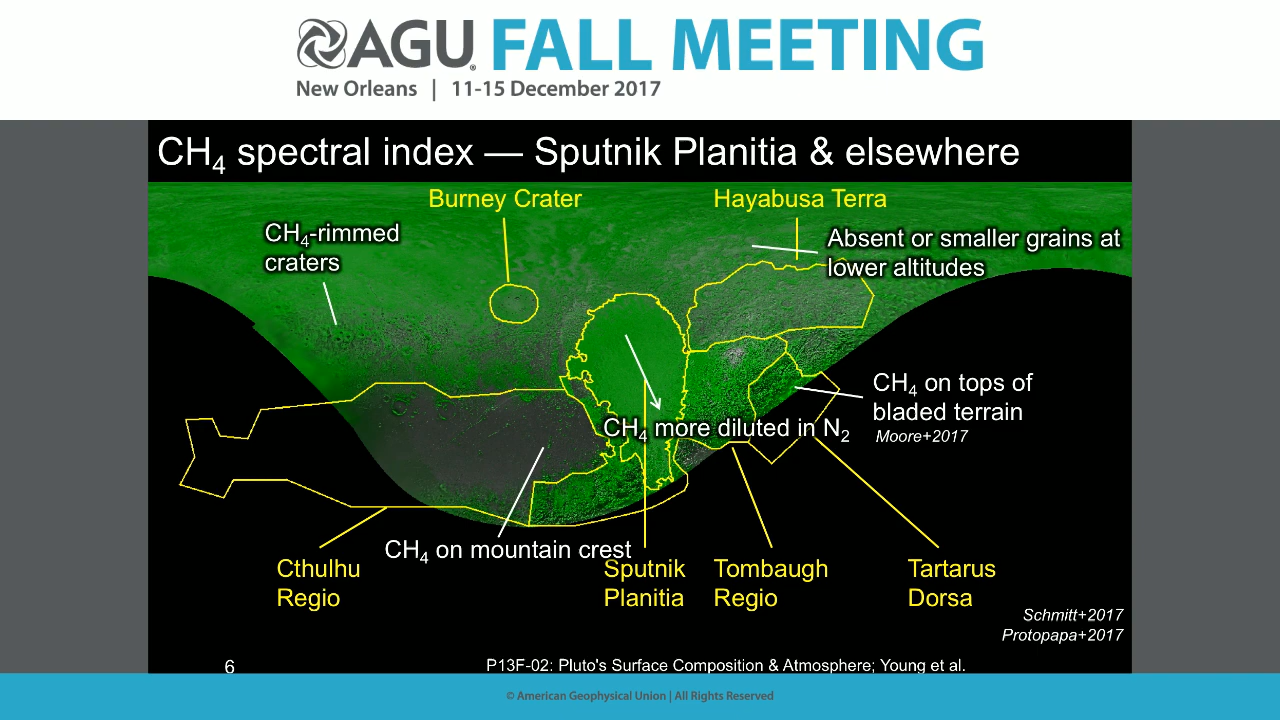 AGU FALL MEETING
New Orleans | 11-15 December 2017
CH₄ spectral index — Sputnik Planitia & elsewhere
Burney Crater
Hayabusa Terra
CH₄-rimmed
craters
Absent or smaller grains at
lower altitudes
CH₄ on tops of
bladed terrain
Moore+2017
CH₄ more diluted in N₂
CH₄ on mountain crest
Cthulhu
Regio
Sputnik
Planitia
Tombaugh
Regio
Tartarus
Dorsa
Schmitt+2017
Protopapa+2017
6
P13F-02: Pluto's Surface Composition & Atmosphere; Young et al.
© American Geophysical Union | All Rights Reserved